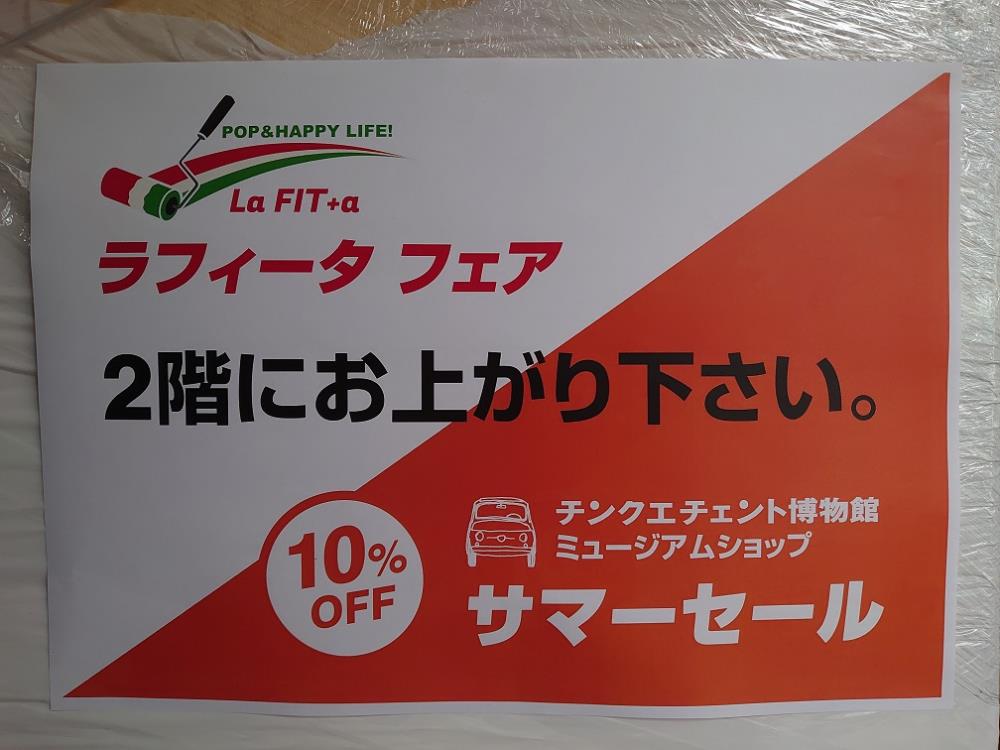 POP&HAPPY LIFE!
La FIT+a
ラフィータ フェア
2階にお上がり下さい。
10%
OFF
チンクエチェント博物館
ミュージアムショップ
サマーセール